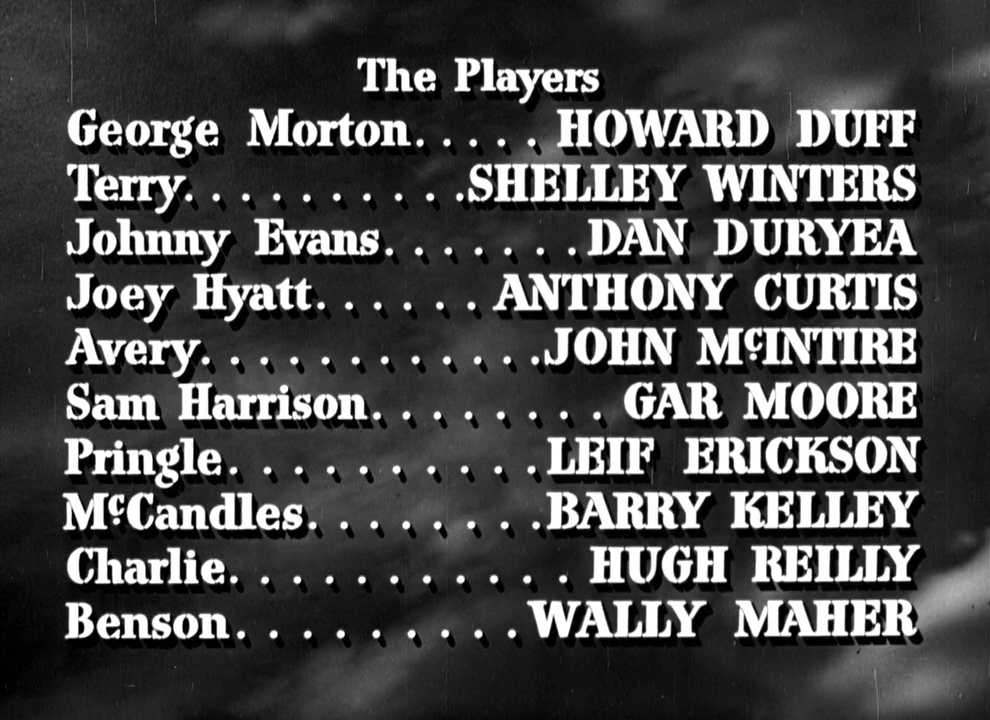 The Players
George Morton. . . . . HOWARD DUFF
Terry. . . . . . . . . .SHELLEY WINTERS
Johnny Evans. . . . . . .DAN DURYEA
Joey Hyatt. . . . . . ANTHONY CURTIS
Avery. . . . . . . . . . . .JOHN McINTIRE
Sam Harrison. . . . . . . . GAR MOORE
Pringle. . . . . . . . . . .LEIF ERICKSON
McCandles. . . . . . . .BARRY KELLEY
Charlie. . . . . . . . . . . HUGH REILLY
Benson. . . . . . . . . .WALLY MAHER